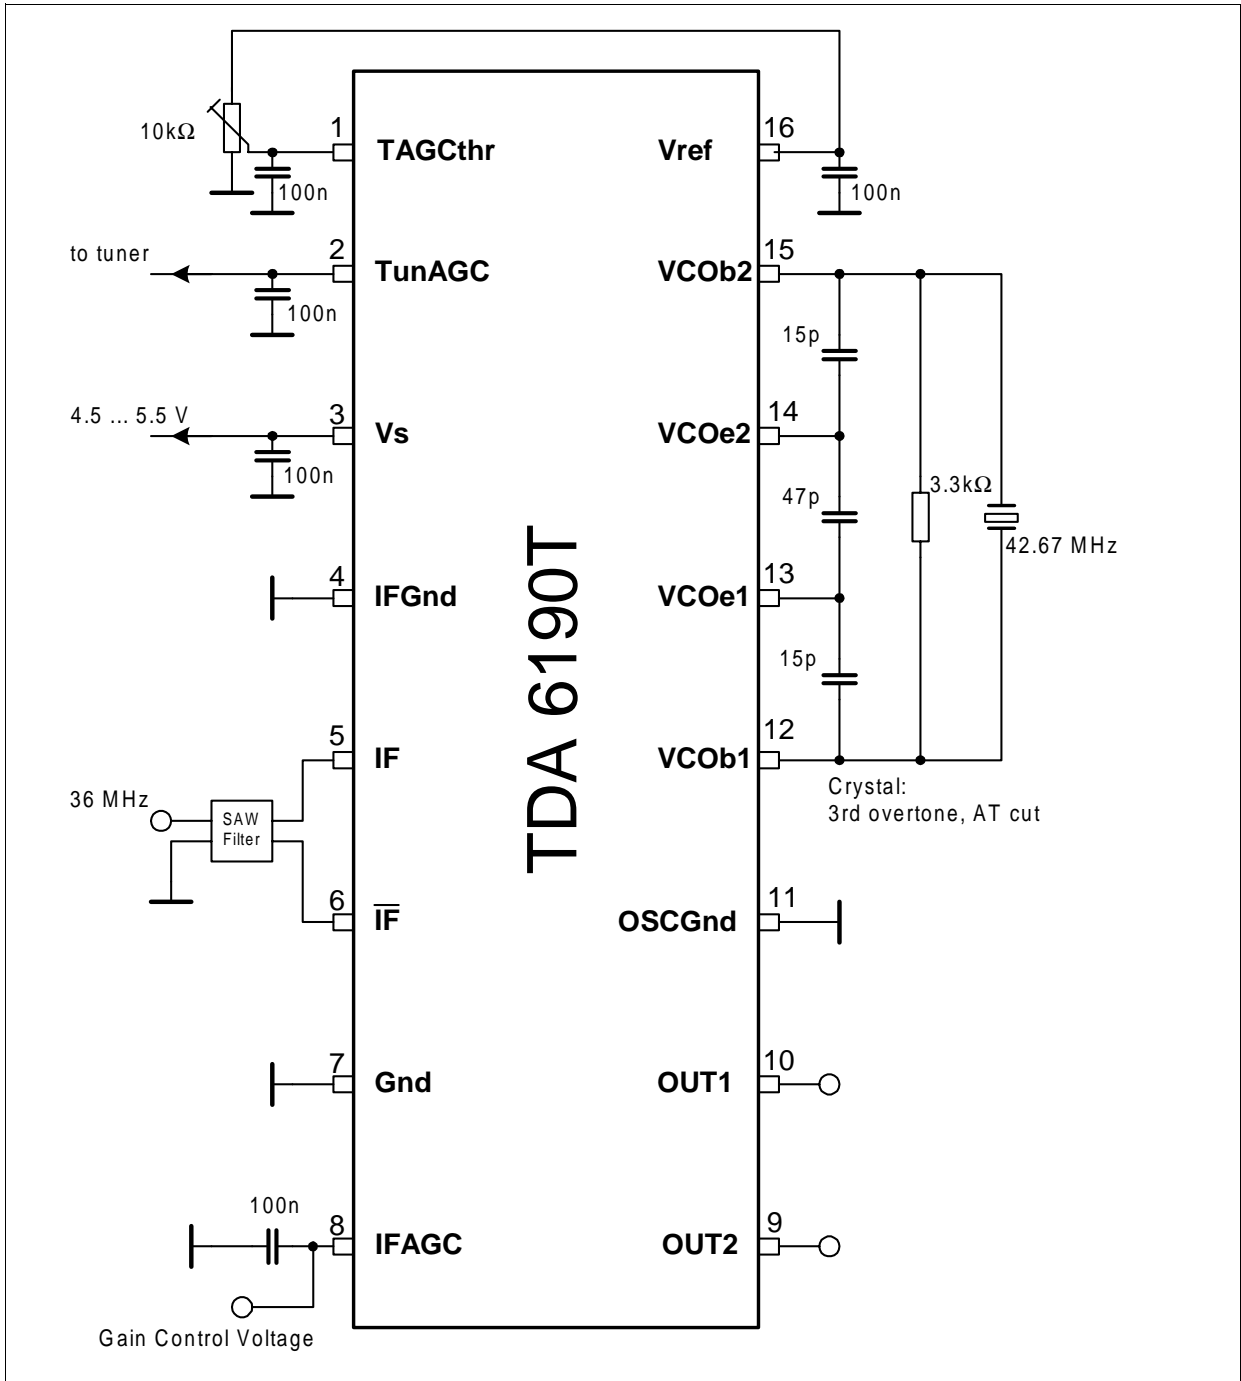 10kΩ
1
TAGCthr
100n
Vref
16
100n
to tuner
2
TunAGC
100n
VCOb2
15
15p
4.5 ... 5.5 V
3
Vs
100n
VCOe2
14
47p
3.3kΩ
42.67 MHz
4
IFGnd
TDA 6190T
VCOe1
13
15p
5
IF
VCOb1
12
Crystal:
3rd overtone, AT cut
36 MHz
SAW
Filter
6
IF
OSCGnd
11
7
Gnd
OUT1
10
100n
8
IFAGC
OUT2
9
Gain Control Voltage